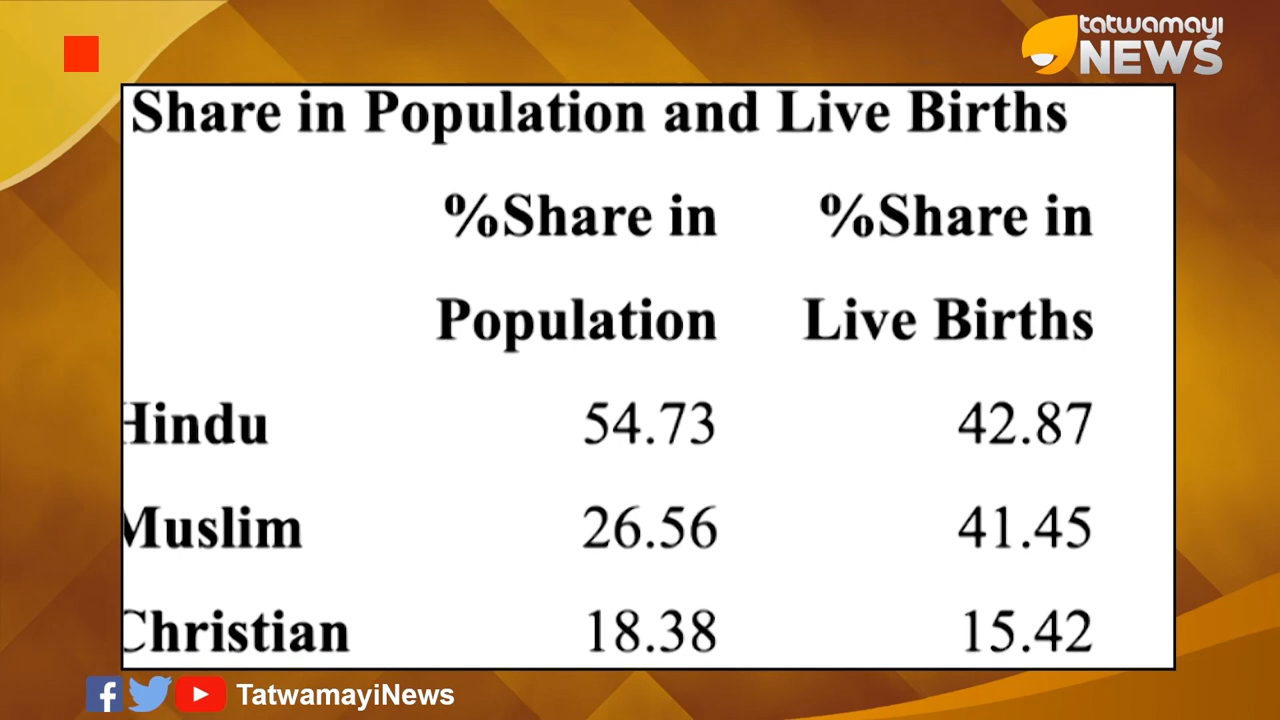 tatwamayi
NEWS
Share in Population and Live Births
%Share in %Share in
Population Live Births
Hindu 54.73 42.87
Muslim 26.56 41.45
Christian 18.38 15.42
TatwamayiNews